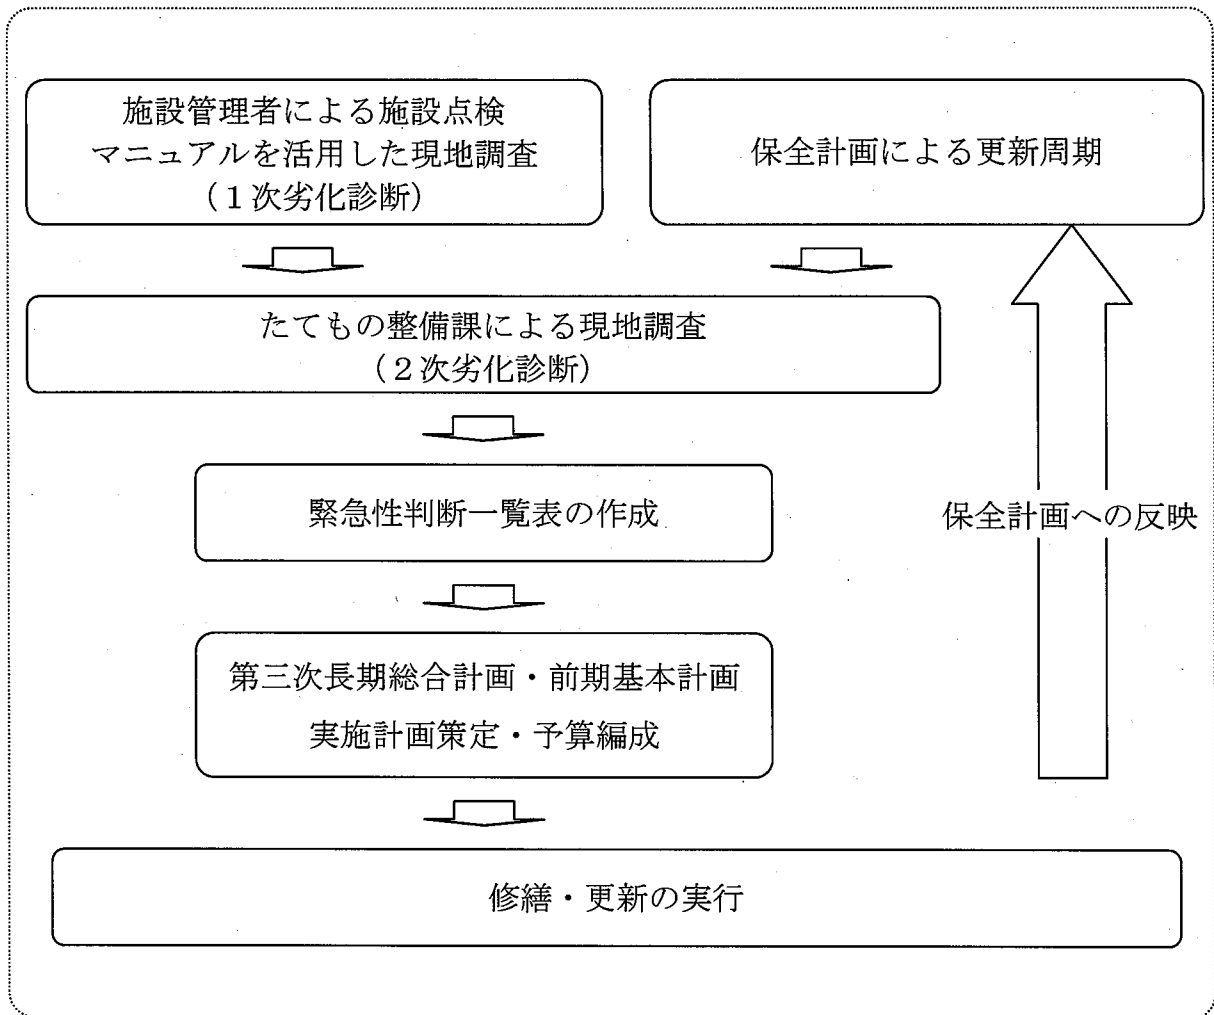 施設管理者による施設点検
マニュアルを活用した現地調査
(１次劣化診断)
保全計画による更新周期
たてもの整備課による現地調査
(２次劣化診断)
緊急性判断一覧表の作成
保全計画への反映
第三次長期総合計画・前期基本計画
実施計画策定・予算編成
修繕・更新の実行